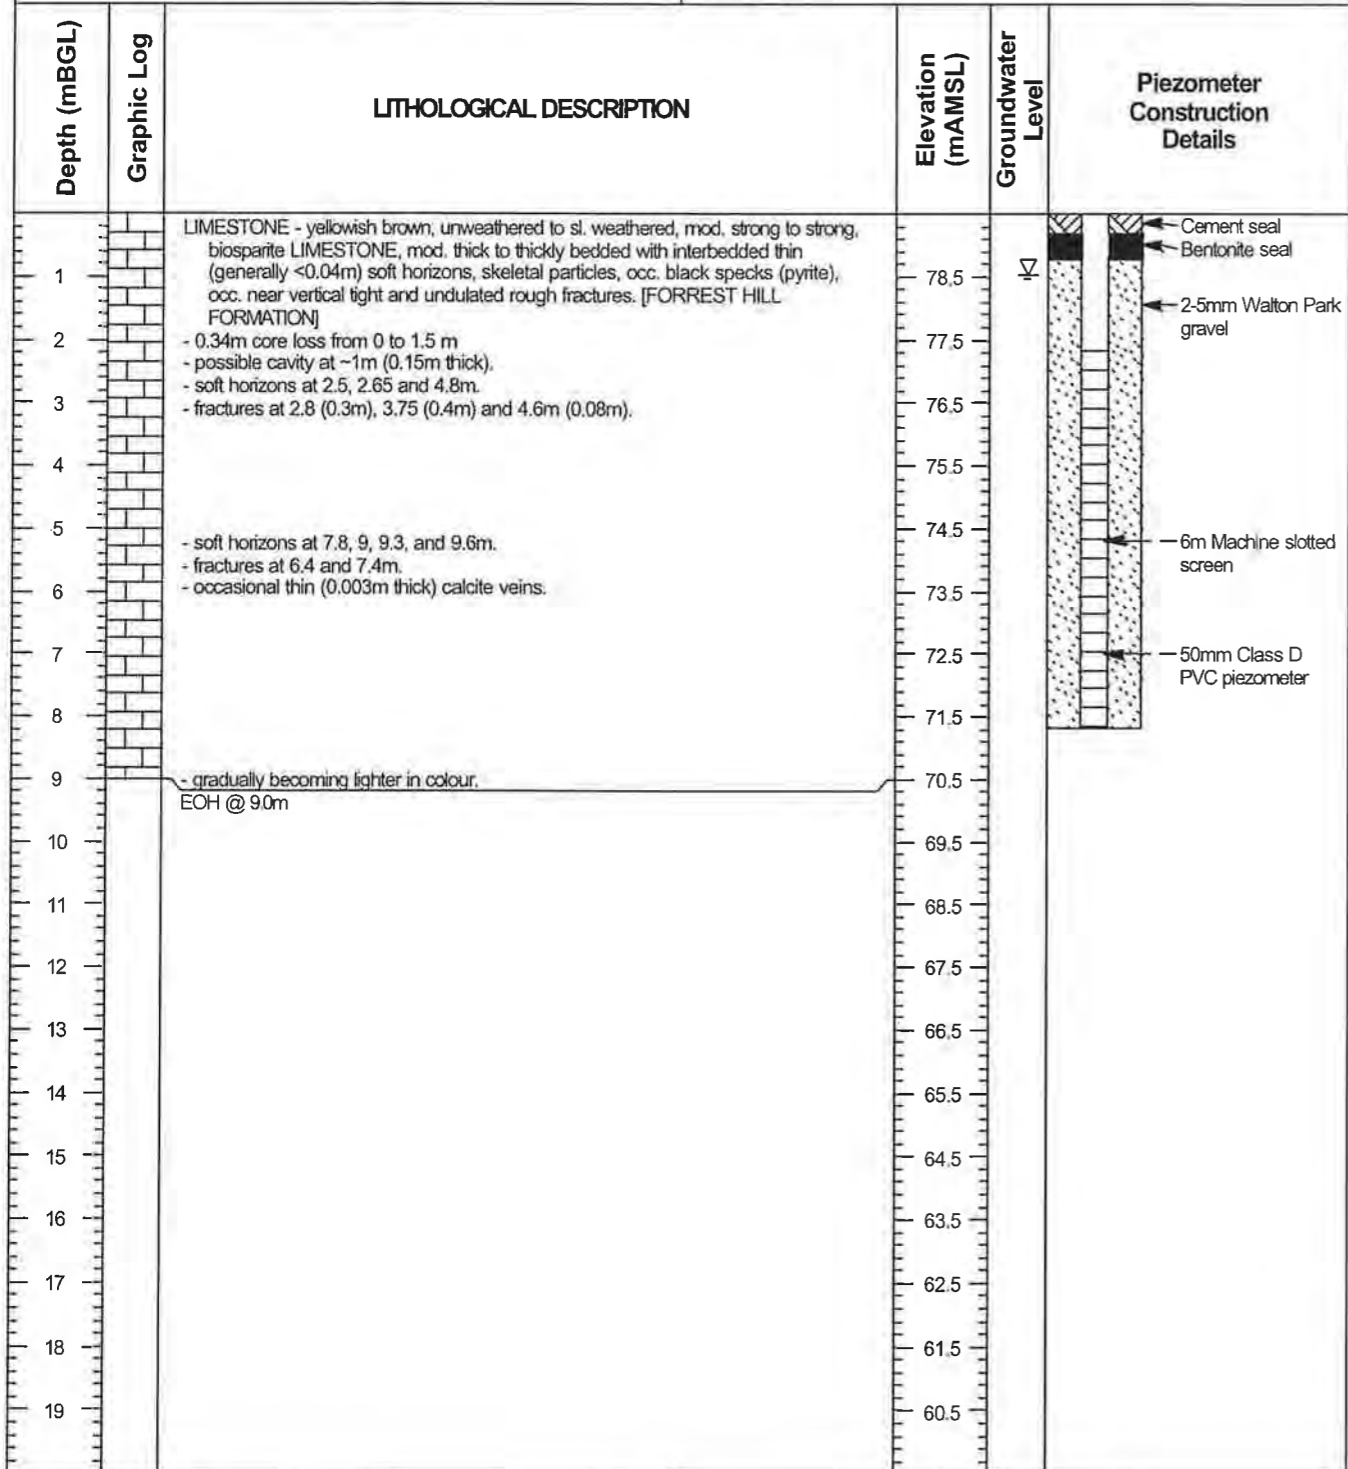 Depth (mBGL)
Graphic Log
LITHOLOGICAL DESCRIPTION
Elevation
(mAMSL)
Groundwater
Level
Piezometer
Construction
Details
LIMESTONE - yellowish brown, unweathered to sl. weathered, mod. strong to strong,
biosparite LIMESTONE, mod. thick to thickly bedded with interbedded thin
(generally <0.04m) soft horizons, skeletal particles, occ. black specks (pyrite),
occ. near vertical tight and undulated rough fractures. [FORREST HILL
FORMATION]
- 0.34m core loss from 0 to 1.5 m
- possible cavity at ~1m (0.15m thick).
- soft horizons at 2.5, 2.65 and 4.8m.
- fractures at 2.8 (0.3m), 3.75 (0.4m) and 4.6m (0.08m).
- soft horizons at 7.8, 9, 9.3, and 9.6m.
- fractures at 6.4 and 7.4m.
- occasional thin (0.003m thick) calcite veins.
- gradually becoming lighter in colour.
EOH @ 9.0m
1
2
3
4
5
6
7
8
9
10
11
12
13
14
15
16
17
18
19
78.5
77.5
76.5
75.5
74.5
73.5
72.5
71.5
70.5
69.5
68.5
67.5
66.5
65.5
64.5
63.5
62.5
61.5
60.5
Cement seal
Bentonite seal
2-5mm Walton Park
gravel
6m Machine slotted
screen
50mm Class D
PVC piezometer